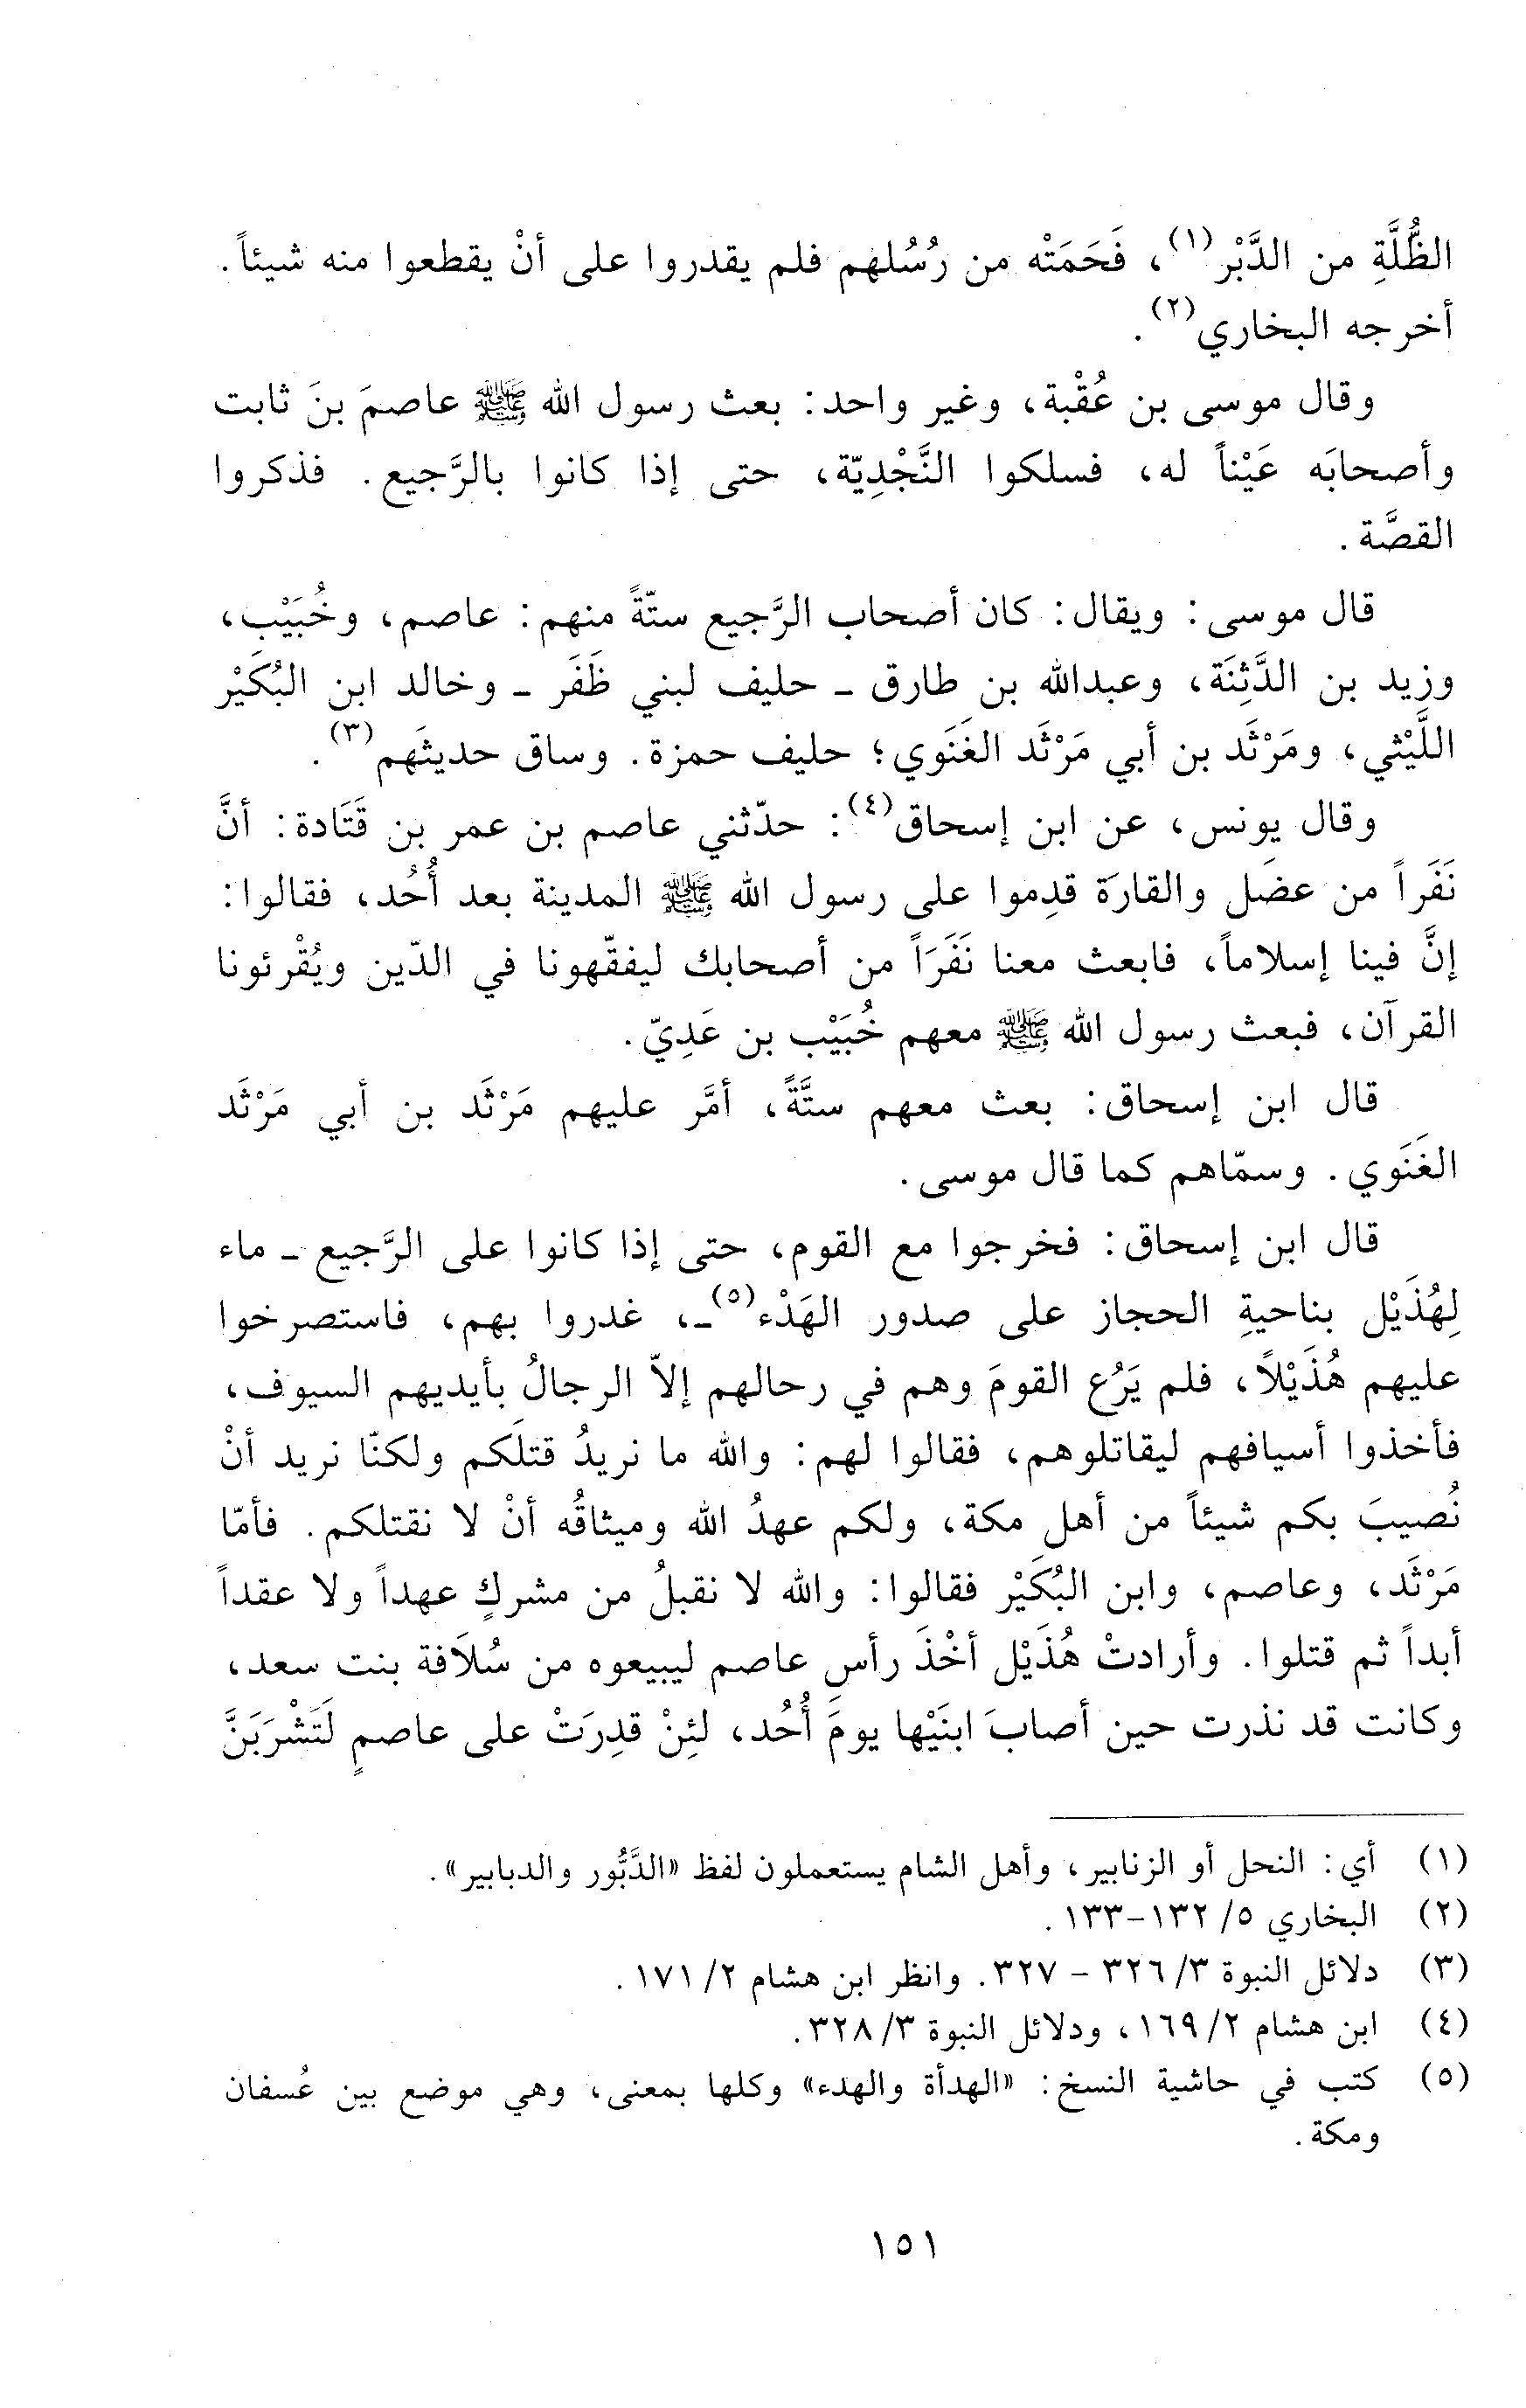 الظُّلَّةِ من الدَّبْر(١)، فَحَمَتْه من رُسُلهم فلم يقدروا على أنْ يقطعوا منه شيئاً.
أخرجه البخاري(٢).
وقال موسى بن عُقْبة، وغير واحد: بعث رسول الله ﷺ عاصمَ بنَ ثابت
وأصحابَه عَيْناً له، فسلكوا النَّجْدِيّة، حتى إذا كانوا بالرَّجيع. فذكروا
القصَّة.
قال موسى: ويقال: كان أصحاب الرَّجيع ستّةً منهم: عاصم، وخُبَيْب،
وزيد بن الدَّثِنَة، وعبدالله بن طارق ـ حليف لبني ظَفَر ـ وخالد ابن البُكَيْر
اللَّيْثي، ومَرْثَد بن أبي مَرْثَد الغَنَوي؛ حليف حمزة. وساق حديثَهم(٣).
وقال يونس، عن ابن إسحاق(٤): حدّثني عاصم بن عمر بن قَتَادة: أنَّ
نَفَراً من عضَل والقارَة قدِموا على رسول الله ﷺ المدينة بعد أُحُد، فقالوا:
إنَّ فينا إسلاماً، فابعث معنا نَفَرَاً من أصحابك ليفقّهونا في الدّين ويُقْرئونا
القرآن، فبعث رسول الله ﷺ معهم خُبَيْب بن عَدِيّ.
قال ابن إسحاق: بعث معهم ستَّةً، أمَّر عليهم مَرْثَد بن أبي مَرْثَد
الغَنَوي. وسمّاهم كما قال موسى.
قال ابن إسحاق: فخرجوا مع القوم، حتى إذا كانوا على الرَّجيع ـ ماء
لِهُذَيْل بناحيةِ الحجاز على صدور الهَدْء(٥)ـ، غدروا بهم، فاستصرخوا
عليهم هُذَيْلاً، فلم يَرُع القومَ وهم في رحالهم إلاّ الرجالُ بأيديهم السيوف،
فأخذوا أسيافهم ليقاتلوهم، فقالوا لهم: والله ما نريدُ قتلَكم ولكنّا نريد أنْ
نُصيبَ بكم شيئاً من أهل مكة، ولكم عهدُ الله وميثاقُه أنْ لا نقتلكم. فأمّا
مَرْثَد، وعاصم، وابن البُكَيْر فقالوا: والله لا نقبلُ من مشركٍ عهداً ولا عقداً
أبداً ثم قتلوا. وأرادتْ هُذَيْل أخْذَ رأسِ عاصم ليبيعوه من سُلاَفة بنت سعد،
وكانت قد نذرت حين أصابَ ابنَيْها يومَ أُحُد، لئِنْ قدِرَتْ على عاصمٍ لَتَشْرَبَنَّ
(١) أي: النحل أو الزنابير، وأهل الشام يستعملون لفظ «الدَّبُّور والدبابير».
(٢) البخاري ٥/ ١٣٢-١٣٣.
(٣) دلائل النبوة ٣/ ٣٢٦ - ٣٢٧. وانظر ابن هشام ٢/ ١٧١.
(٤) ابن هشام ٢/ ١٦٩، ودلائل النبوة ٣/ ٣٢٨.
(٥) كتب في حاشية النسخ: «الهدأة والهدء» وكلها بمعنى، وهي موضع بين عُسفان
ومكة.
١٥١